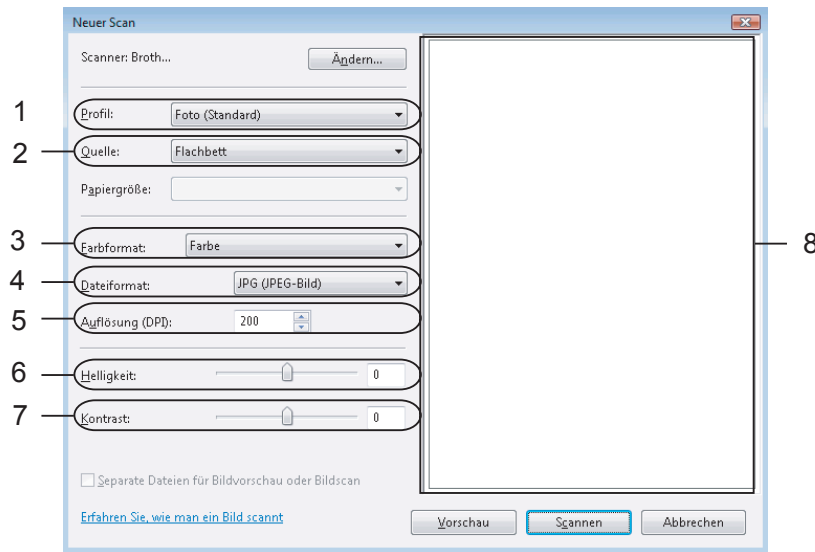 Neuer Scan
Scanner: Broth... Ändern...
1 Profil: Foto (Standard)
2 Quelle: Flachbett
Papiergröße:
3 Farbformat: Farbe
8
4 Dateiformat: JPG (JPEG-Bild)
5 Auflösung (DPI): 200
6 Helligkeit: 0
7 Kontrast: 0
Separate Dateien für Bildvorschau oder Bildscan
Erfahren Sie, wie man ein Bild scannt
Vorschau Scannen Abbrechen